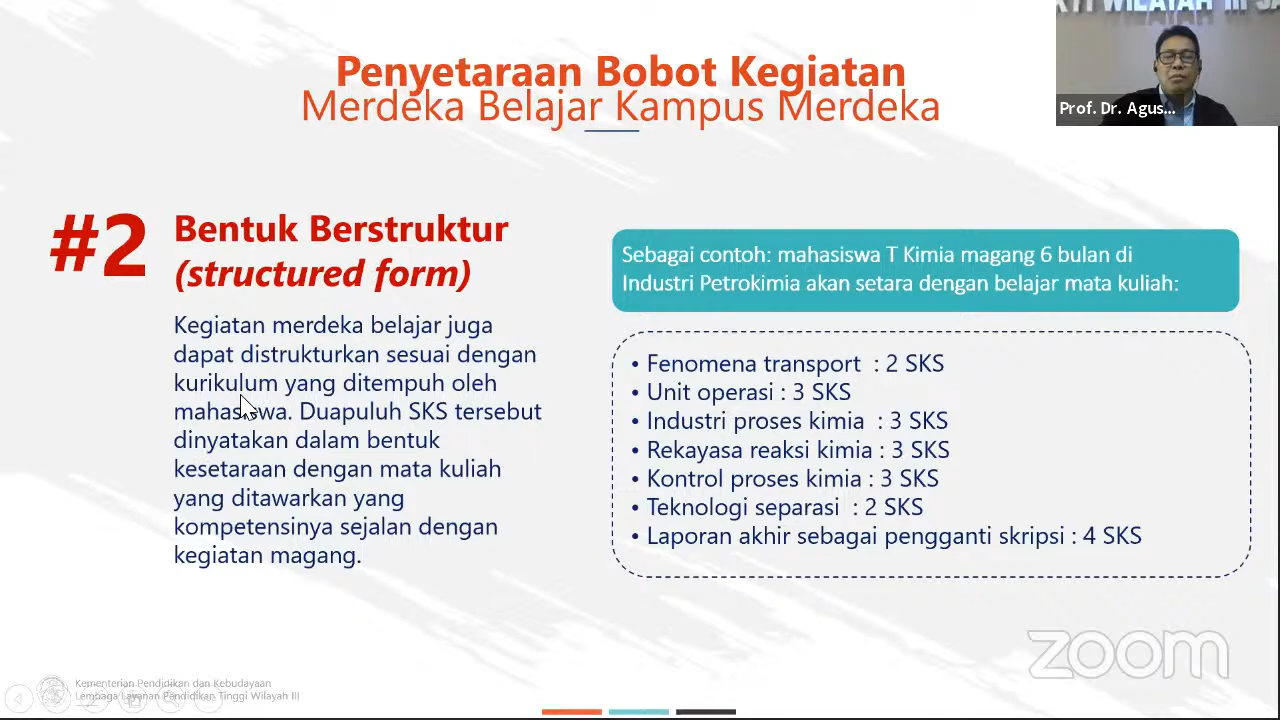 WILAYAH III
Prof. Dr. Agus...
Penyetaraan Bobot Kegiatan
Merdeka Belajar Kampus Merdeka
#2
Bentuk Berstruktur
(structured form)
Kegiatan merdeka belajar juga
dapat distrukturkan sesuai dengan
kurikulum yang ditempuh oleh
mahasiswa. Duapuluh SKS tersebut
dinyatakan dalam bentuk
kesetaraan dengan mata kuliah
yang ditawarkan yang
kompetensinya sejalan dengan
kegiatan magang.
Sebagai contoh: mahasiswa T Kimia magang 6 bulan di
Industri Petrokimia akan setara dengan belajar mata kuliah:
• Fenomena transport : 2 SKS
• Unit operasi : 3 SKS
• Industri proses kimia : 3 SKS
• Rekayasa reaksi kimia : 3 SKS
• Kontrol proses kimia : 3 SKS
• Teknologi separasi : 2 SKS
• Laporan akhir sebagai pengganti skripsi : 4 SKS
zoom
Kementerian Pendidikan dan Kebudayaan
Lembaga Layanan Pendidikan Tinggi Wilayah III